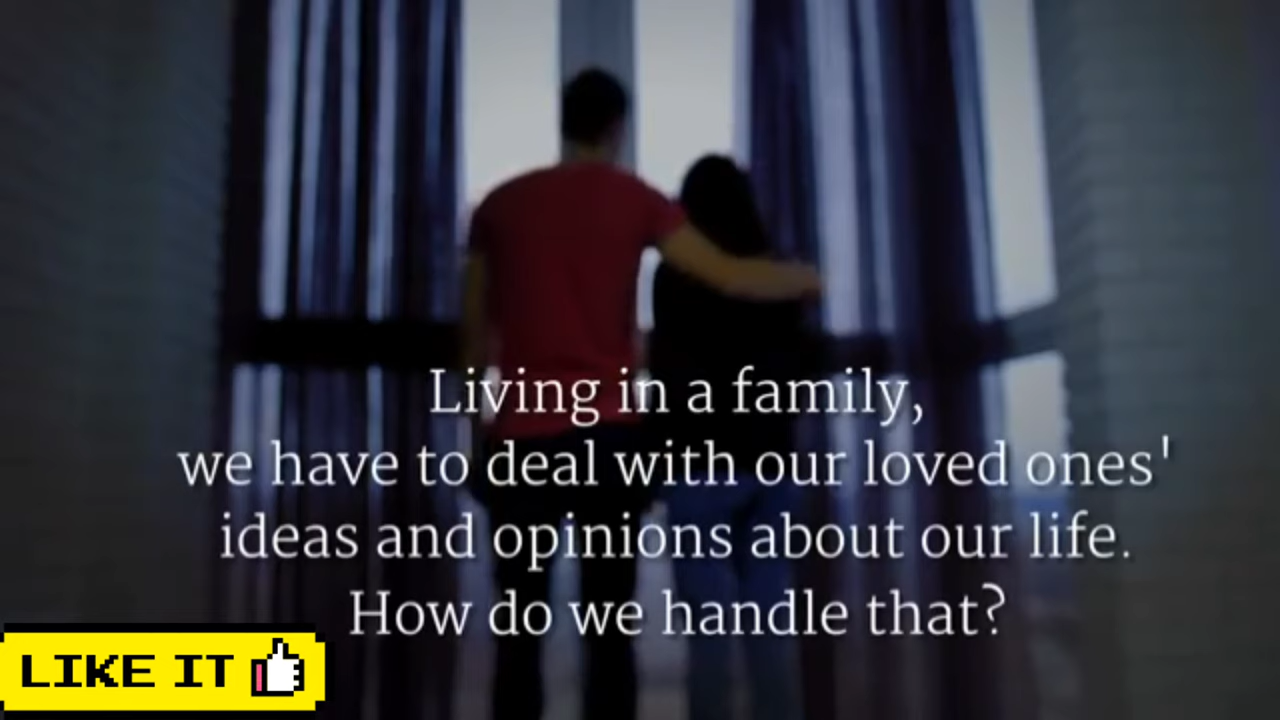 Living in a family,
we have to deal with our loved ones'
ideas and opinions about our life.
How do we handle that?
LIKE IT